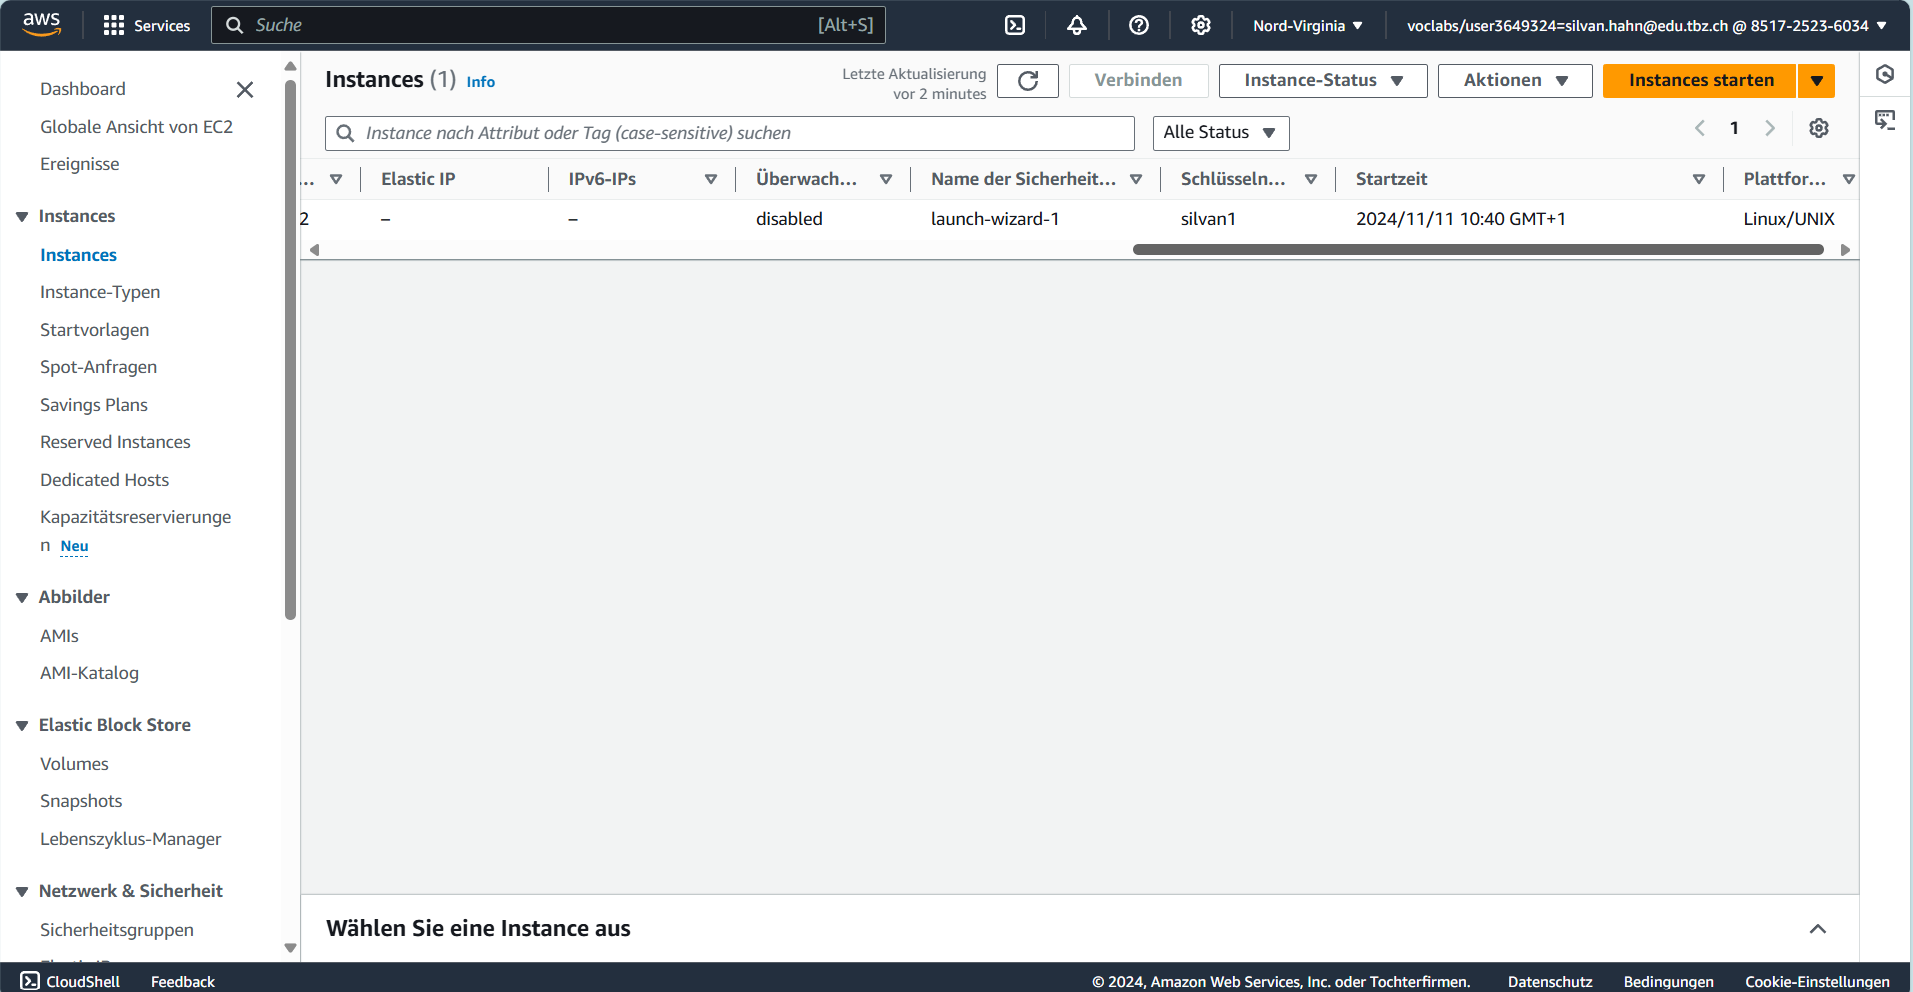 aws
Services
Suche
[Alt+S]
Nord-Virginia
voclabs/user3649324=silvan.hahn@edu.tbz.ch @ 8517-2523-6034
Dashboard
Globale Ansicht von EC2
Ereignisse
Instances
Instances
Instance-Typen
Startvorlagen
Spot-Anfragen
Savings Plans
Reserved Instances
Dedicated Hosts
Kapazitätsreservierunge
n Neu
Abbilder
AMIs
AMI-Katalog
Elastic Block Store
Volumes
Snapshots
Lebenszyklus-Manager
Netzwerk & Sicherheit
Sicherheitsgruppen
Instances (1) Info
Letzte Aktualisierung
vor 2 minutes
Verbinden
Instance-Status
Aktionen
Instances starten
Instance nach Attribut oder Tag (case-sensitive) suchen
Alle Status
1
... Elastic IP IPv6-IPs Überwach... Name der Sicherheit... Schlüsseln... Startzeit Plattfor...
2 – – disabled launch-wizard-1 silvan1 2024/11/11 10:40 GMT+1 Linux/UNIX
Wählen Sie eine Instance aus
CloudShell
Feedback
© 2024, Amazon Web Services, Inc. oder Tochterfirmen.
Datenschutz
Bedingungen
Cookie-Einstellungen